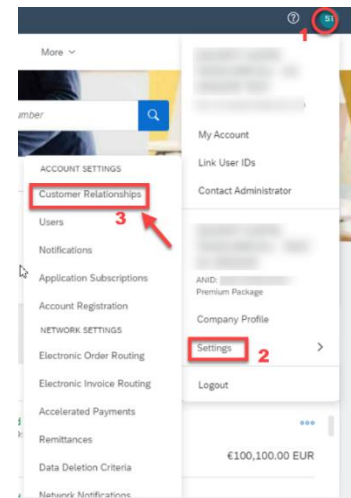 ?
SI
1
More
mber
My Account
Link User IDs
Contact Administrator
ACCOUNT SETTINGS
Customer Relationships
3
Users
Notifications
Application Subscriptions
Account Registration
NETWORK SETTINGS
Electronic Order Routing
Electronic Invoice Routing
Accelerated Payments
Remittances
Data Deletion Criteria
Network Notifications
ANID:
Premium Package
Company Profile
Settings
2
Logout
€100,100.00 EUR